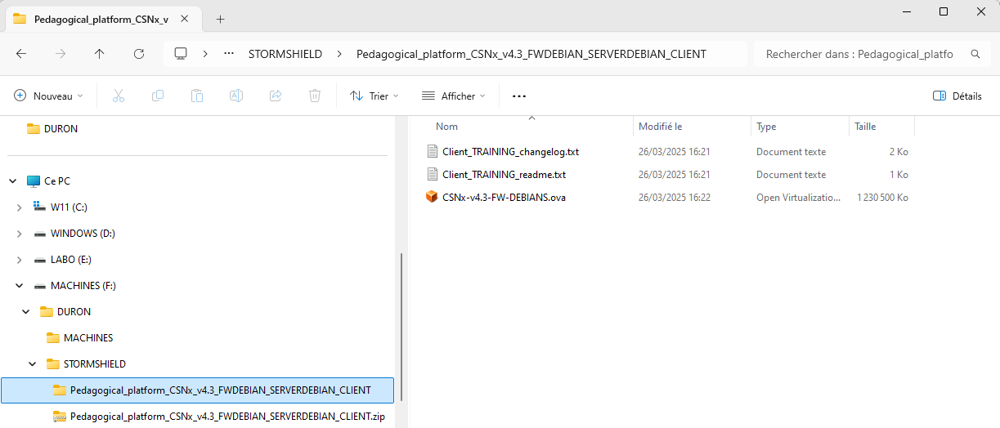 Pedagogical_platform_CSNx_v
STORMSHIELD Pedagogical_platform_CSNx_v4.3_FWDEBIAN_SERVERDEBIAN_CLIENT Rechercher dans : Pedagogical_platfo
Nouveau Trier Afficher Détails
DURON
Ce PC
W11 (C:)
WINDOWS (D:)
LABO (E:)
MACHINES (F:)
DURON
MACHINES
STORMSHIELD
Pedagogical_platform_CSNx_v4.3_FWDEBIAN_SERVERDEBIAN_CLIENT
Pedagogical_platform_CSNx_v4.3_FWDEBIAN_SERVERDEBIAN_CLIENT.zip
Nom Modifié le Type Taille
Client_TRAINING_changelog.txt 26/03/2025 16:21 Document texte 2 Ko
Client_TRAINING_readme.txt 26/03/2025 16:21 Document texte 1 Ko
CSNx-v4.3-FW-DEBIANS.ova 26/03/2025 16:22 Open Virtualizatio... 1 230 500 Ko